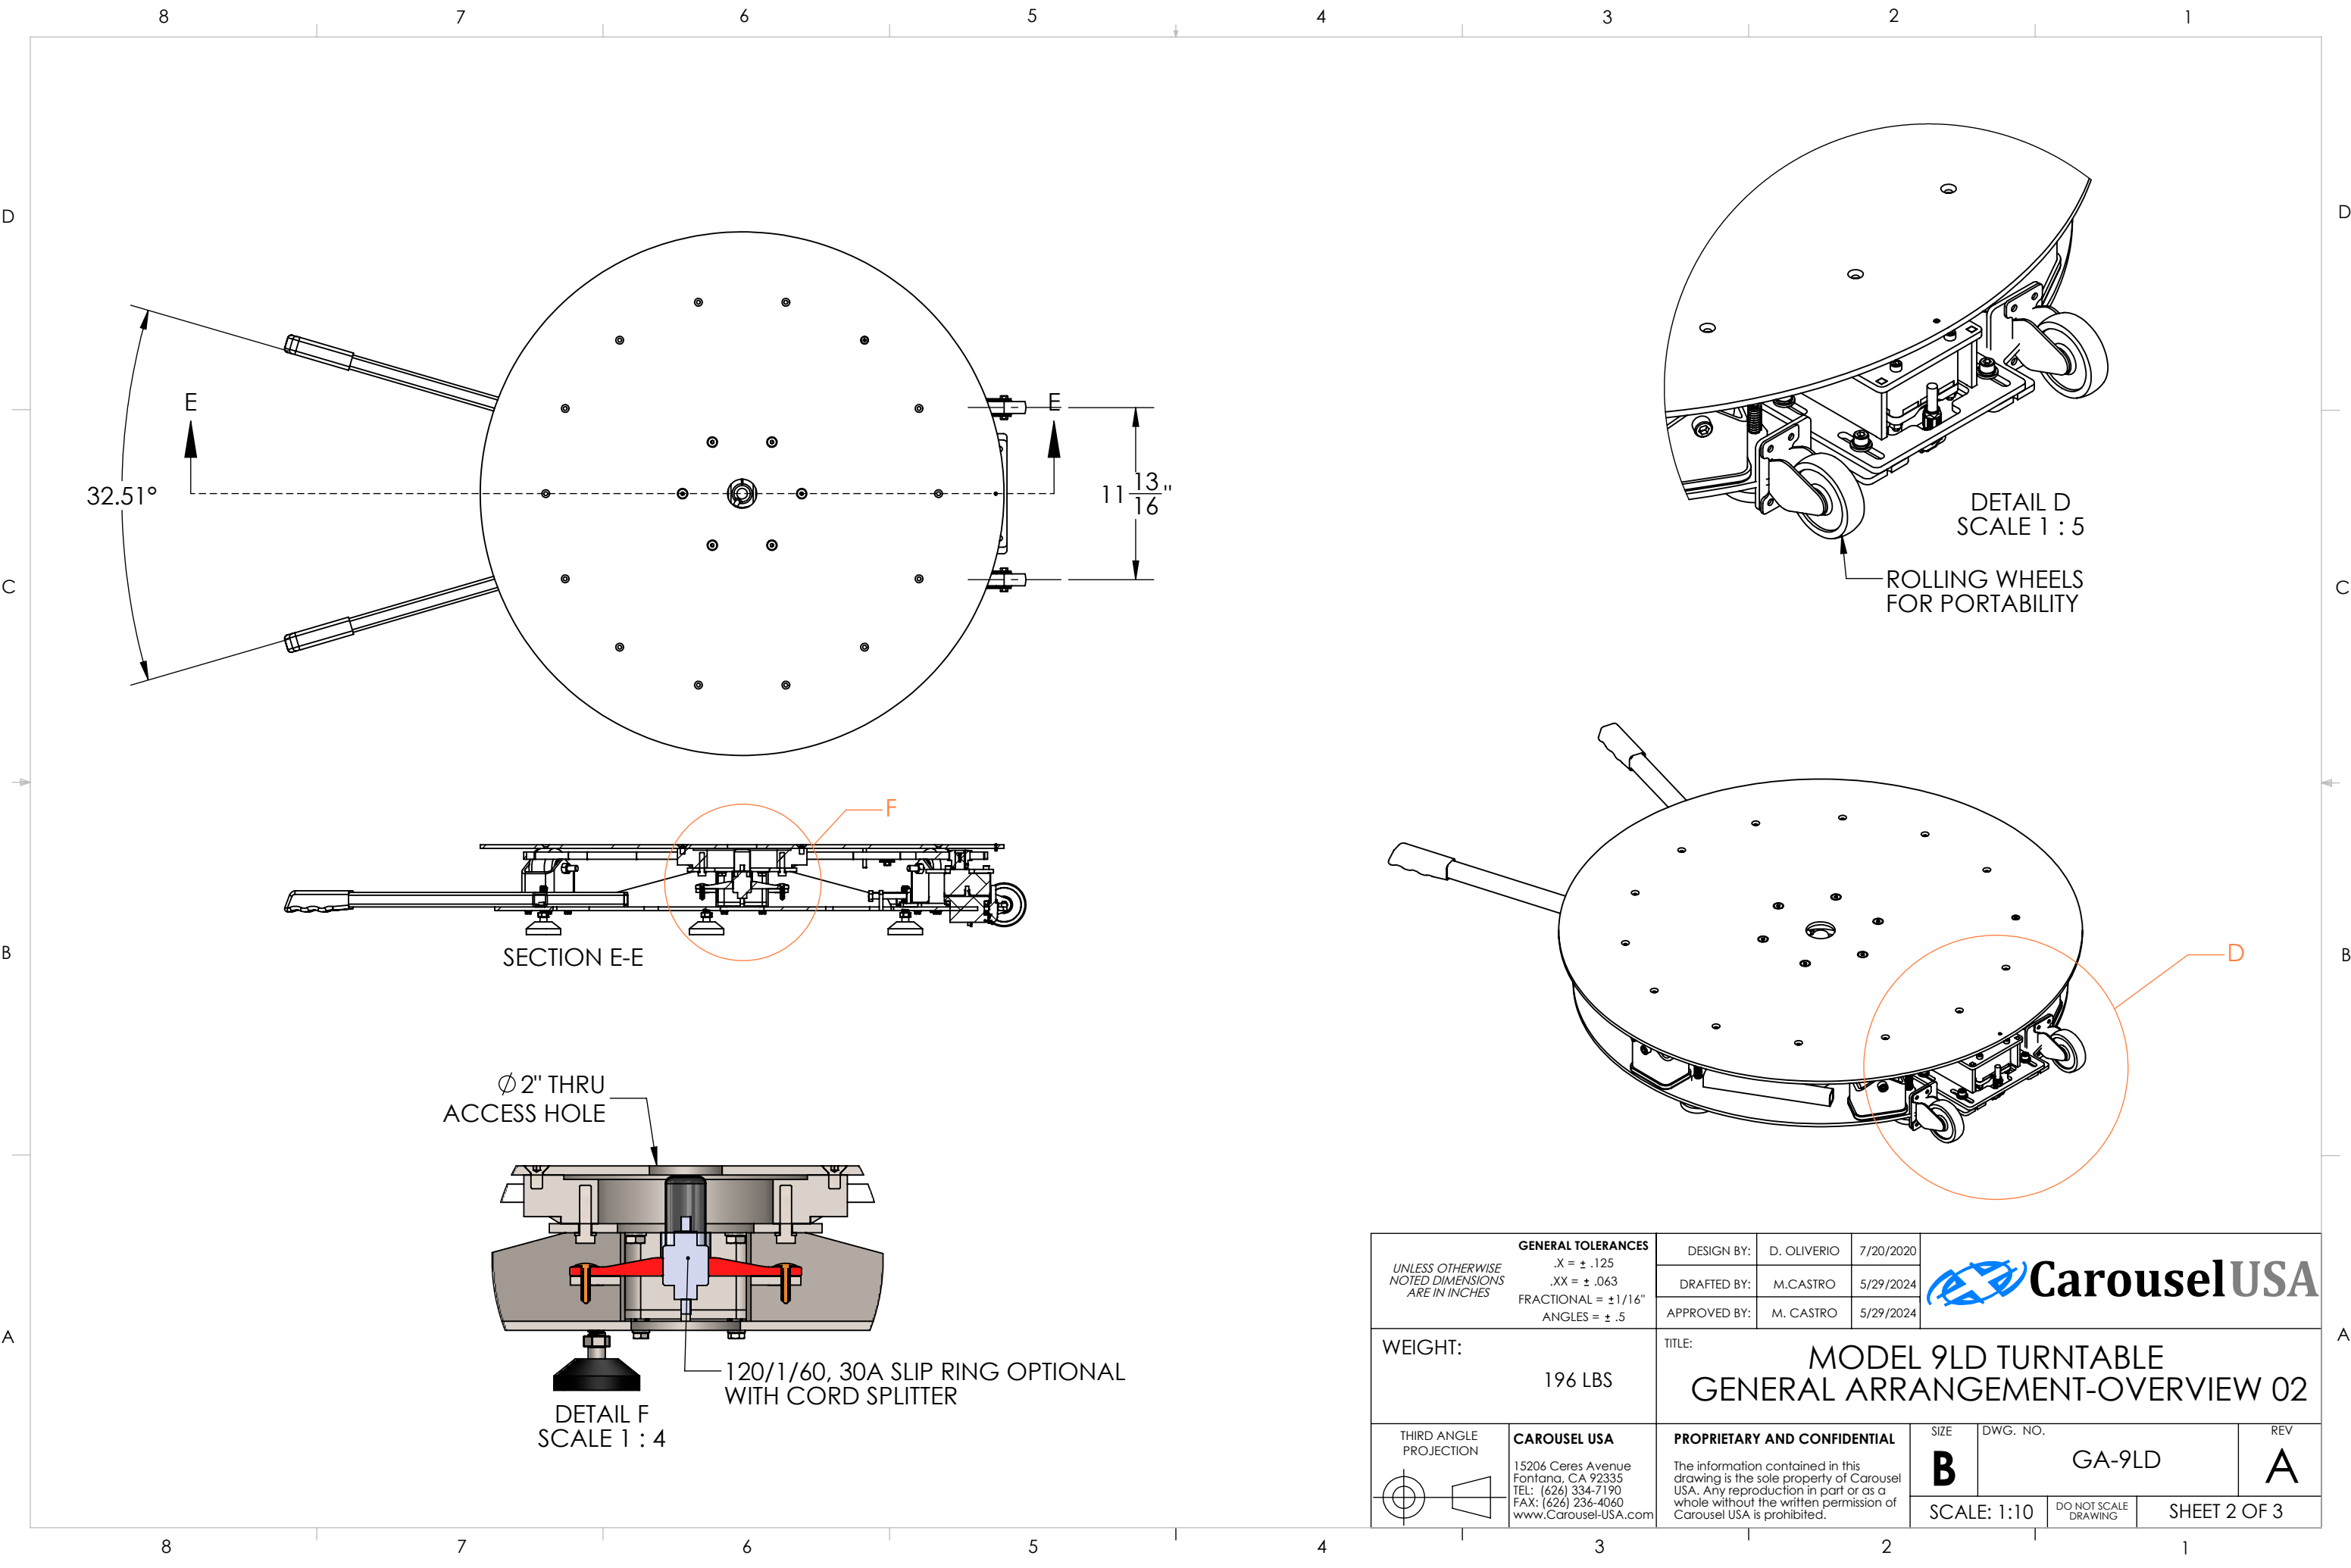 8 7 6 5 4 3 2 1
D D
C C
B B
A A
32.51°
E E
11 13/16"
DETAIL D
SCALE 1 : 5
ROLLING WHEELS
FOR PORTABILITY
F
SECTION E-E
D
Ø 2" THRU
ACCESS HOLE
120/1/60, 30A SLIP RING OPTIONAL
WITH CORD SPLITTER
DETAIL F
SCALE 1 : 4
UNLESS OTHERWISE
NOTED DIMENSIONS
ARE IN INCHES
GENERAL TOLERANCES
.X = ± .125
.XX = ± .063
FRACTIONAL = ±1/16"
ANGLES = ± .5
DESIGN BY: D. OLIVERIO 7/20/2020
DRAFTED BY: M.CASTRO 5/29/2024
APPROVED BY: M. CASTRO 5/29/2024
CarouselUSA
WEIGHT:
196 LBS
TITLE:
MODEL 9LD TURNTABLE
GENERAL ARRANGEMENT-OVERVIEW 02
THIRD ANGLE
PROJECTION
CAROUSEL USA
15206 Ceres Avenue
Fontana, CA 92335
TEL: (626) 334-7190
FAX: (626) 236-4060
www.Carousel-USA.com
PROPRIETARY AND CONFIDENTIAL
The information contained in this
drawing is the sole property of Carousel
USA. Any reproduction in part or as a
whole without the written permission of
Carousel USA is prohibited.
SIZE
B
DWG. NO.
GA-9LD
REV
A
SCALE: 1:10
DO NOT SCALE
DRAWING
SHEET 2 OF 3
8 7 6 5 4 3 2 1